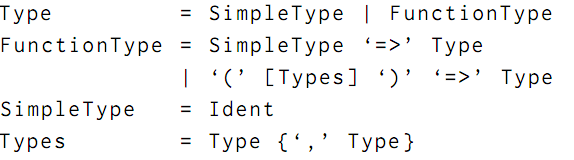 Type         = SimpleType | FunctionType
FunctionType = SimpleType ‘=>’ Type
             | ‘(’ [Types] ‘)’ ‘=>’ Type
SimpleType   = Ident
Types        = Type {‘,’ Type}